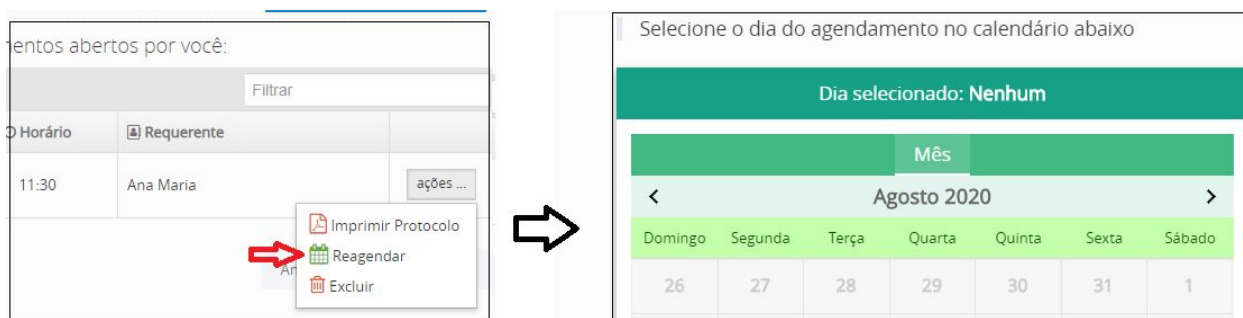 mentos abertos por você:
Filtrar
Horário Requerente
11:30 Ana Maria ações ...
Imprimir Protocolo
Reagendar
An
Excluir
Selecione o dia do agendamento no calendário abaixo
Dia selecionado: Nenhum
Mês
< Agosto 2020 >
Domingo Segunda Terça Quarta Quinta Sexta Sábado
26 27 28 29 30 31 1